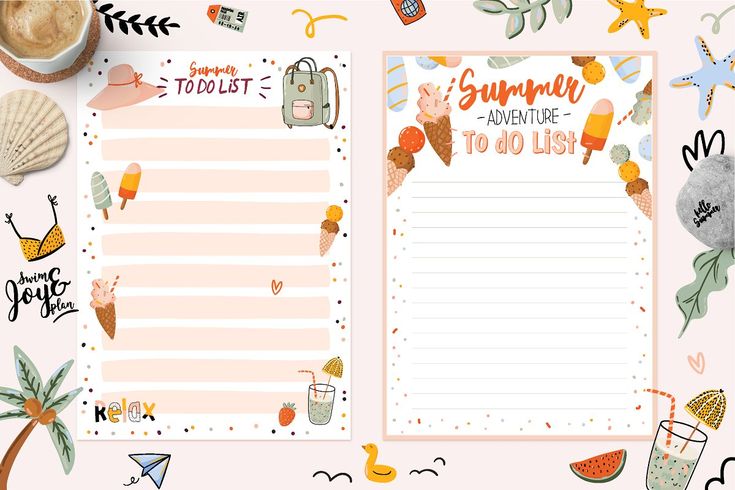 Summer
TO DO LIST
Relax
Summer
- ADVENTURE -
To dO List
Swim &
Joy
plan
hello
Summer